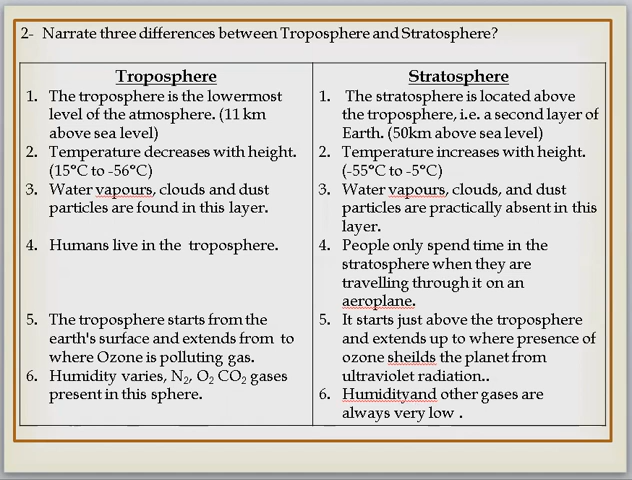 2- Narrate three differences between Troposphere and Stratosphere?
Troposphere
1. The troposphere is the lowermost
level of the atmosphere. (11 km
above sea level)
2. Temperature decreases with height.
(15°C to -56°C)
3. Water vapours, clouds and dust
particles are found in this layer.
4. Humans live in the troposphere.
5. The troposphere starts from the
earth's surface and extends from to
where Ozone is polluting gas.
6. Humidity varies, N₂, O₂ CO₂ gases
present in this sphere.
Stratosphere
1. The stratosphere is located above
the troposphere, i.e. a second layer of
Earth. (50km above sea level)
2. Temperature increases with height.
(-55°C to -5°C)
3. Water vapours, clouds, and dust
particles are practically absent in this
layer.
4. People only spend time in the
stratosphere when they are
travelling through it on an
aeroplane.
5. It starts just above the troposphere
and extends up to where presence of
ozone sheilds the planet from
ultraviolet radiation..
6. Humidityand other gases are
always very low .